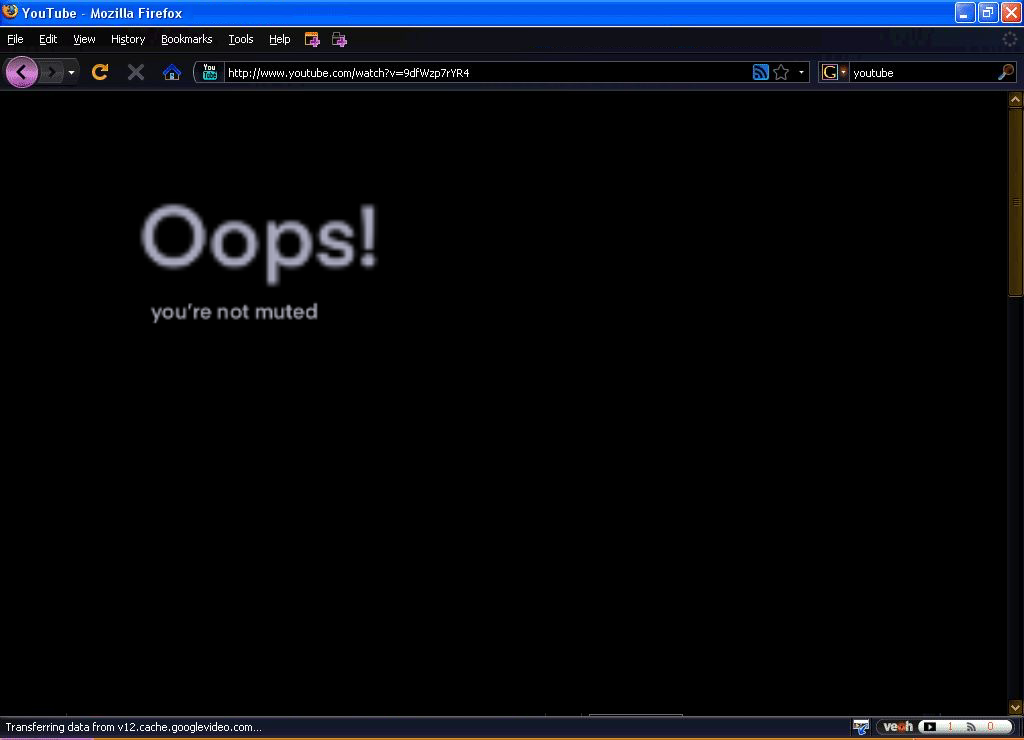 YouTube - Mozilla Firefox
File Edit View History Bookmarks Tools Help
You Tube http://www.youtube.com/watch?v=9dfWzp7rYR4 G youtube
Oops!
you're not muted
Transferring data from v12.cache.googlevideo.com... veoh 1 0